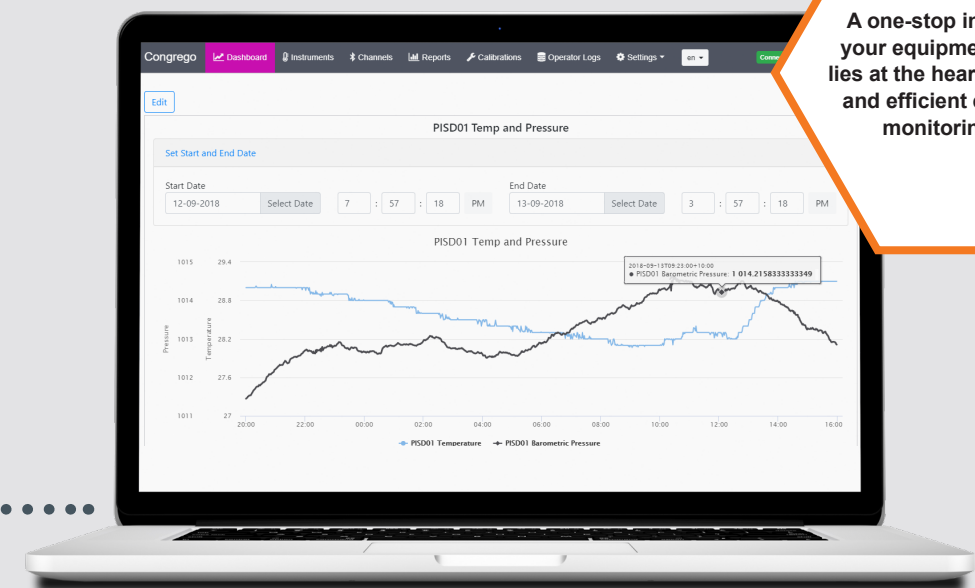 A one-stop in
your equipme
lies at the hear
and efficient
monitorin
Congrego Dashboard Instruments Channels Reports Calibrations Operator Logs Settings en Conne
Edit
PISD01 Temp and Pressure
Set Start and End Date
Start Date End Date
12-09-2018 Select Date 7 : 57 : 18 PM 13-09-2018 Select Date 3 : 57 : 18 PM
PISD01 Temp and Pressure
2018-09-13T09:23:00+10:00
PISD01 Barometric Pressure: 1 014.2158333333349
1015 29.4
1014 28.8
1013 28.2
1012 27.6
1011 27
Pressure
Temperature
20:00 22:00 00:00 02:00 04:00 06:00 08:00 10:00 12:00 14:00 16:00
PISD01 Temperature PISD01 Barometric Pressure